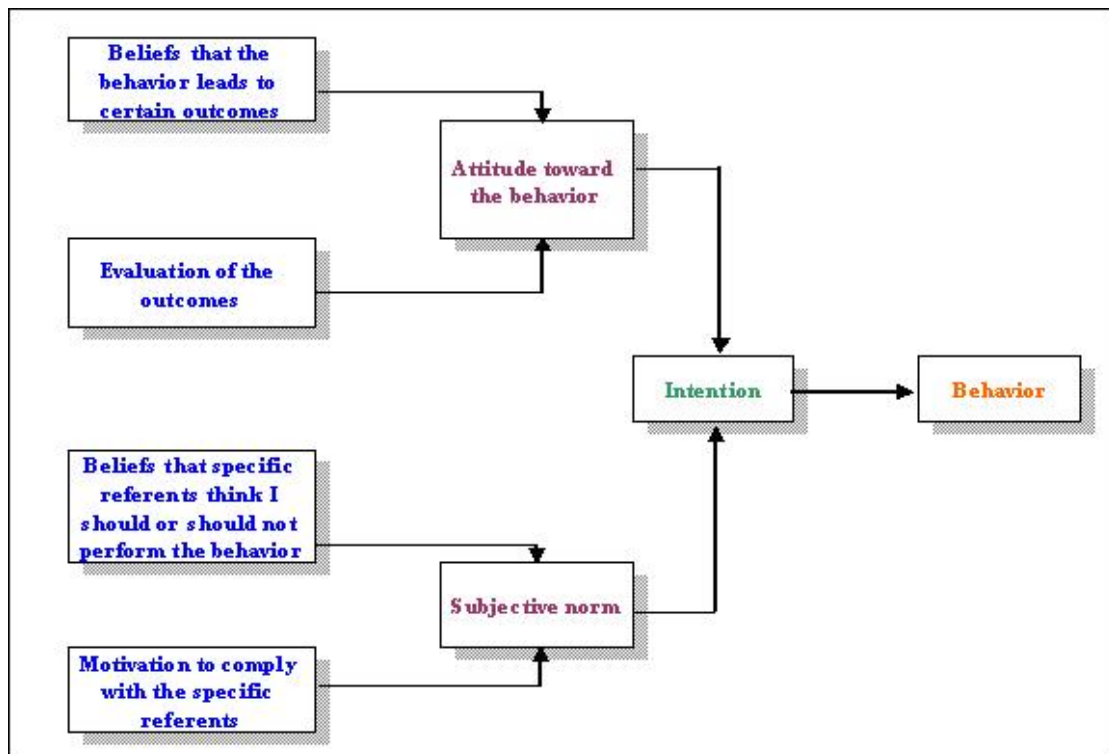 Beliefs that the
behavior leads to
certain outcomes
Attitude toward
the behavior
Evaluation of the
outcomes
Intention
Behavior
Beliefs that specific
referents think I
should or should not
perform the behavior
Subjective norm
Motivation to comply
with the specific
referents